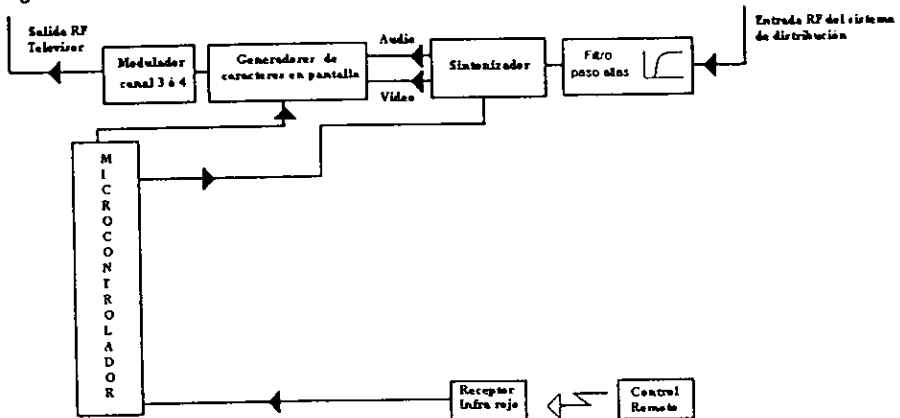 Salida RF
Televisor
Modulador
canal 3 ó 4
Generadores de
caracteres en pantalla
Audio
Video
Sintonizador
Filtro
paso altas
Entrada RF del sistema
de distribución
MICROCONTROLADOR
Receptor
Infra rojo
Control
Remoto